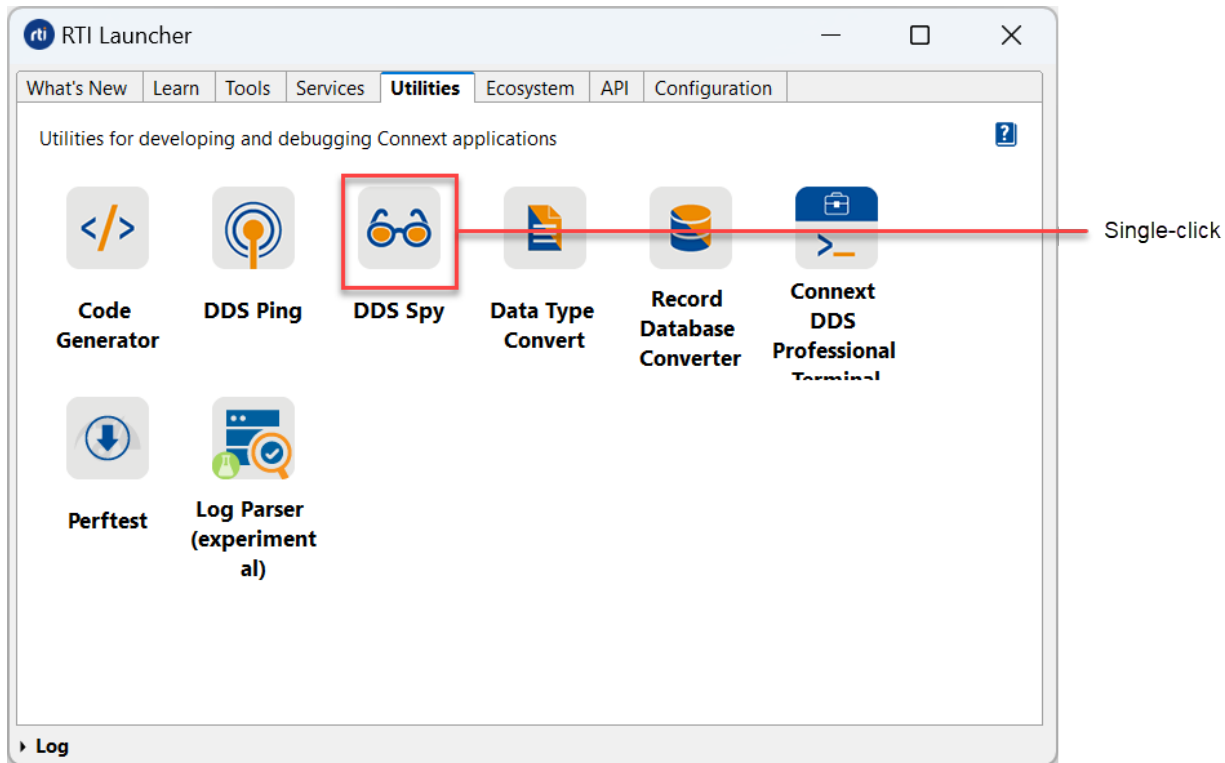 rti RTI Launcher
What's New Learn Tools Services Utilities Ecosystem API Configuration
Utilities for developing and debugging Connext applications
?
</>
>_
Single-click
Code
Generator
DDS Ping
DDS Spy
Data Type
Convert
Record
Database
Converter
Connext
DDS
Professional
Terminal
Perftest
Log Parser
(experiment
al)
Log